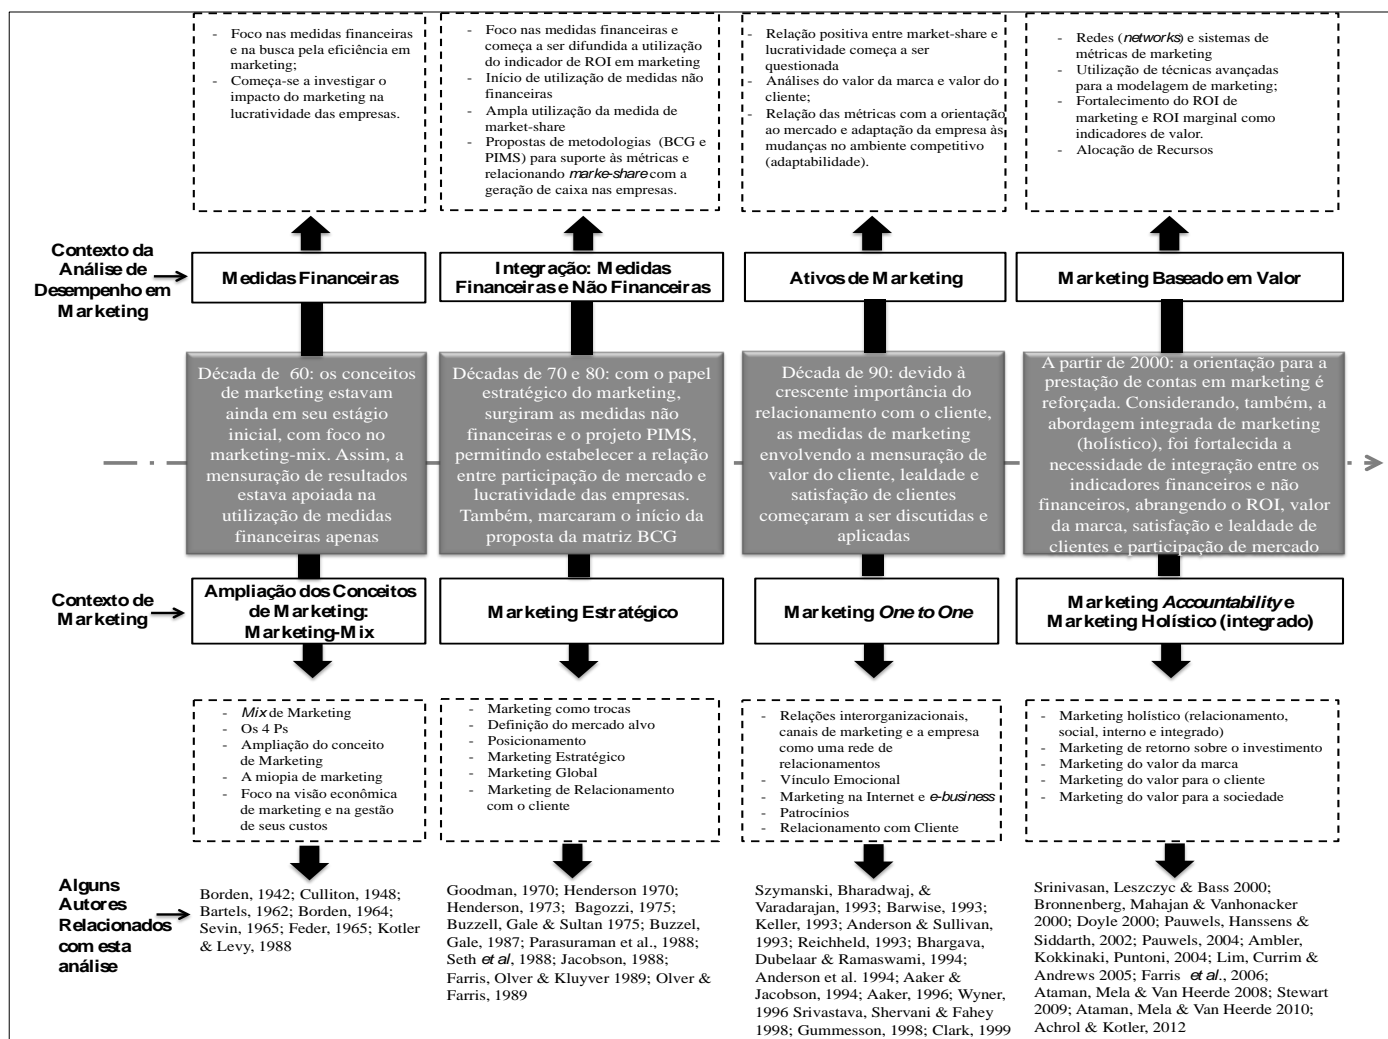 - Foco nas medidas financeiras
e na busca pela eficiência em
marketing;
- Começa-se a investigar o
impacto do marketing na
lucratividade das empresas.
- Foco nas medidas financeiras e
começa a ser difundida a utilização
do indicador de ROI em marketing
- Início de utilização de medidas não
financeiras
- Ampla utilização da medida de
market-share
- Propostas de metodologias (BCG e
PIMS) para suporte às métricas e
relacionando marke-share com a
geração de caixa nas empresas.
- Relação positiva entre market-share e
lucratividade começa a ser
questionada
- Análises do valor da marca e valor do
cliente;
- Relação das métricas com a orientação
ao mercado e adaptação da empresa às
mudanças no ambiente competitivo
(adaptabilidade).
- Redes (networks) e sistemas de
métricas de marketing
- Utilização de técnicas avançadas
para a modelagem de marketing;
- Fortalecimento do ROI de
marketing e ROI marginal como
indicadores de valor.
- Alocação de Recursos
Contexto da
Análise de
Desempenho em
Marketing
Medidas Financeiras
Integração: Medidas
Financeiras e Não Financeiras
Ativos de Marketing
Marketing Baseado em Valor
Década de 60: os conceitos
de marketing estavam
ainda em seu estágio
inicial, com foco no
marketing-mix. Assim, a
mensuração de resultados
estava apoiada na
utilização de medidas
financeiras apenas
Décadas de 70 e 80: com o papel
estratégico do marketing,
surgiram as medidas não
financeiras e o projeto PIMS,
permitindo estabelecer a relação
entre participação de mercado e
lucratividade das empresas.
Também, marcaram o início da
proposta da matriz BCG
Década de 90: devido à
crescente importância do
relacionamento com o cliente,
as medidas de marketing
envolvendo a mensuração de
valor do cliente, lealdade e
satisfação de clientes
começaram a ser discutidas e
aplicadas
A partir de 2000: a orientação para a
prestação de contas em marketing é
reforçada. Considerando, também, a
abordagem integrada de marketing
(holístico), foi fortalecida a
necessidade de integração entre os
indicadores financeiros e não
financeiros, abrangendo o ROI, valor
da marca, satisfação e lealdade de
clientes e participação de mercado
Contexto de
Marketing
Ampliação dos Conceitos
de Marketing:
Marketing-Mix
Marketing Estratégico
Marketing One to One
Marketing Accountability e
Marketing Holístico (integrado)
- Mix de Marketing
- Os 4 Ps
- Ampliação do conceito
de Marketing
- A miopia de marketing
- Foco na visão econômica
de marketing e na gestão
de seus custos
- Marketing como trocas
- Definição do mercado alvo
- Posicionamento
- Marketing Estratégico
- Marketing Global
- Marketing de Relacionamento
com o cliente
- Relações interorganizacionais,
canais de marketing e a empresa
como uma rede de
relacionamentos
- Vínculo Emocional
- Marketing na Internet e e-business
- Patrocínios
- Relacionamento com Cliente
- Marketing holístico (relacionamento,
social, interno e integrado)
- Marketing de retorno sobre o investimento
- Marketing do valor da marca
- Marketing do valor para o cliente
- Marketing do valor para a sociedade
Alguns
Autores
Relacionados
com esta
análise
Borden, 1942; Culliton, 1948;
Bartels, 1962; Borden, 1964;
Sevin, 1965; Feder, 1965; Kotler
& Levy, 1988
Goodman, 1970; Henderson 1970;
Henderson, 1973; Bagozzi, 1975;
Buzzell, Gale & Sultan 1975; Buzzel,
Gale, 1987; Parasuraman et al., 1988;
Seth et al, 1988; Jacobson, 1988;
Farris, Olver & Kluyver 1989; Olver &
Farris, 1989
Szymanski, Bharadwaj, &
Varadarajan, 1993; Barwise, 1993;
Keller, 1993; Anderson & Sullivan,
1993; Reichheld, 1993; Bhargava,
Dubelaar & Ramaswami, 1994;
Anderson et al. 1994; Aaker &
Jacobson, 1994; Aaker, 1996; Wyner,
1996 Srivastava, Shervani & Fahey
1998; Gummesson, 1998; Clark, 1999
Srinivasan, Leszczyc & Bass 2000;
Bronnenberg, Mahajan & Vanhonacker
2000; Doyle 2000; Pauwels, Hanssens &
Siddarth, 2002; Pauwels, 2004; Ambler,
Kokkinaki, Puntoni, 2004; Lim, Currim &
Andrews 2005; Farris et al., 2006;
Ataman, Mela & Van Heerde 2008; Stewart
2009; Ataman, Mela & Van Heerde 2010;
Achrol & Kotler, 2012